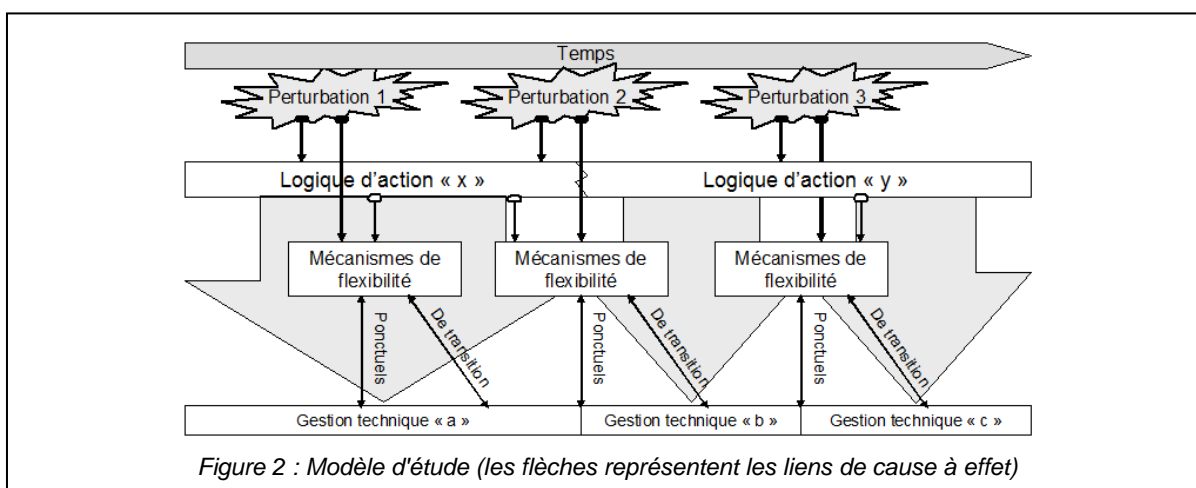 Temps
Perturbation 1
Perturbation 2
Perturbation 3
Logique d'action « x »
Logique d'action « y »
Mécanismes de
flexibilité
Mécanismes de
flexibilité
Mécanismes de
flexibilité
Ponctuels
De transition
Ponctuels
De transition
Ponctuels
De transition
Gestion technique « a »
Gestion technique « b »
Gestion technique « c »
Figure 2 : Modèle d'étude (les flèches représentent les liens de cause à effet)